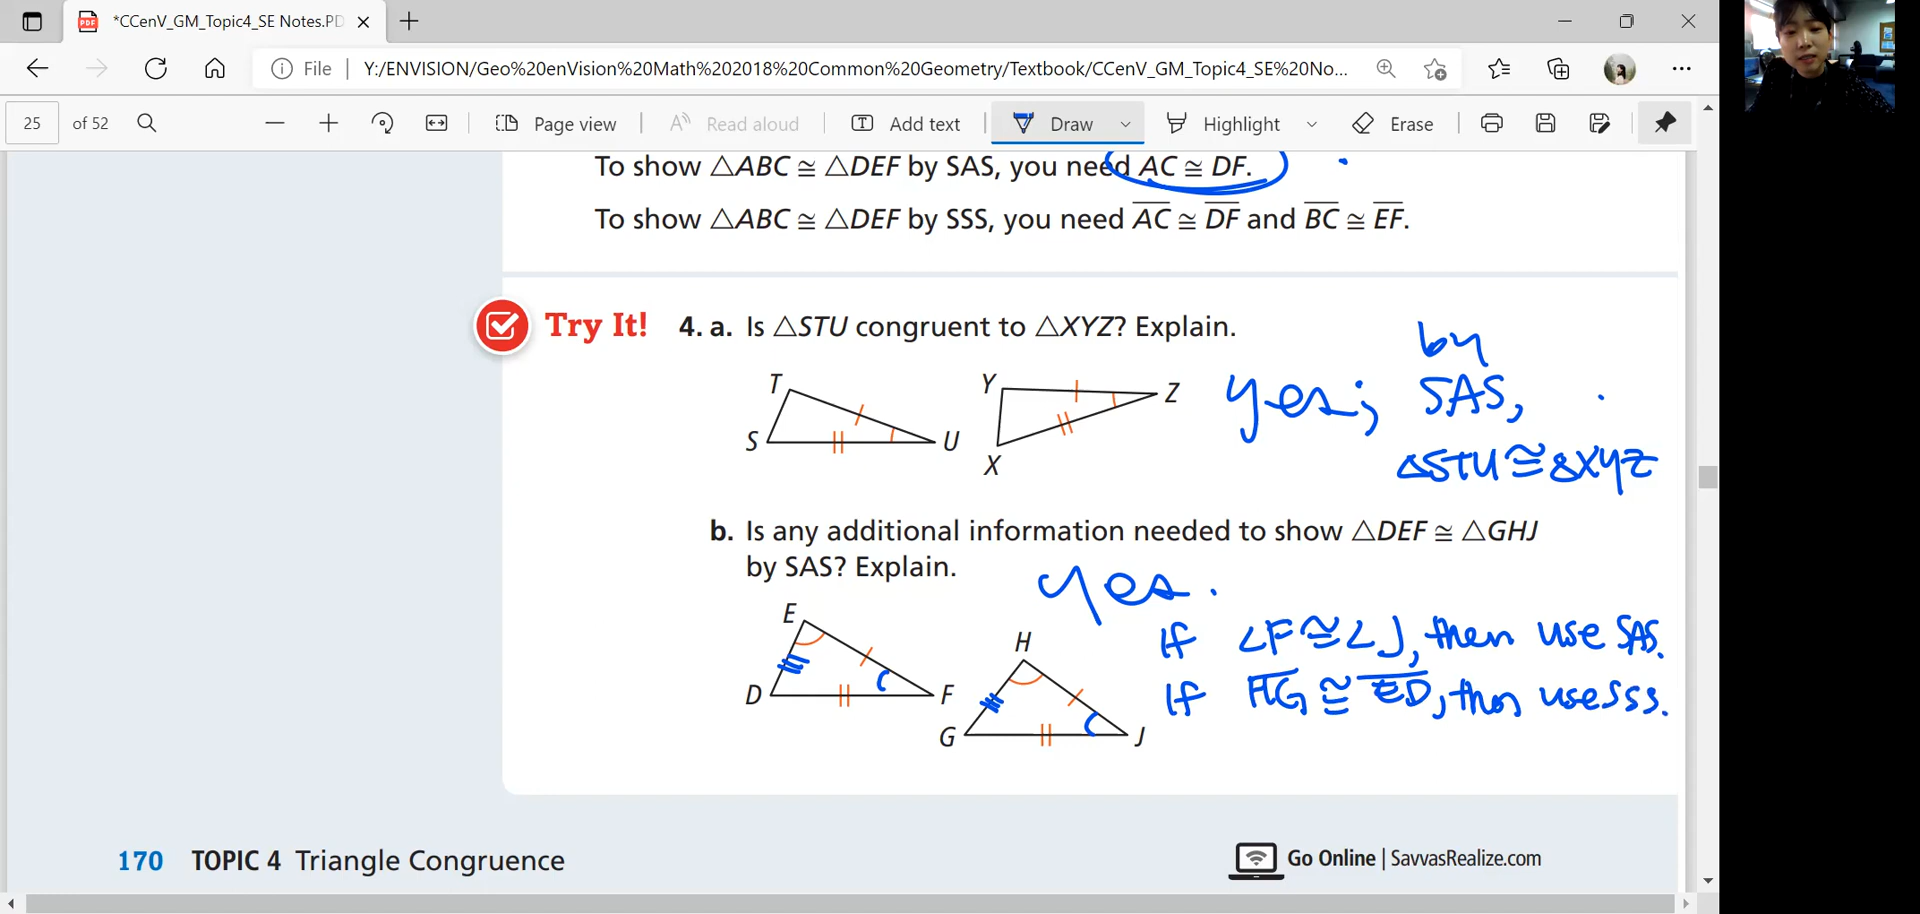 *CCenV_GM_Topic4_SE Notes.PD
File | Y:/ENVISION/Geo%20enVision%20Math%202018%20Common%20Geometry/Textbook/CCenV_GM_Topic4_SE%20No...
25 of 52 Page view Read aloud Add text Draw Highlight Erase
To show △ABC ≅ △DEF by SAS, you need AC ≅ DF.
To show △ABC ≅ △DEF by SSS, you need AC ≅ DF and BC ≅ EF.
Try It! 4. a. Is △STU congruent to △XYZ? Explain.
by
T Y Z
yes; SAS,
S U
X
△STU ≅ △XYZ
b. Is any additional information needed to show △DEF ≅ △GHJ
by SAS? Explain.
yes.
E H
If ∠F ≅ ∠J, then use SAS.
D F
If HG ≅ ED, then use SSS.
G J
170 TOPIC 4 Triangle Congruence
Go Online | SavvasRealize.com